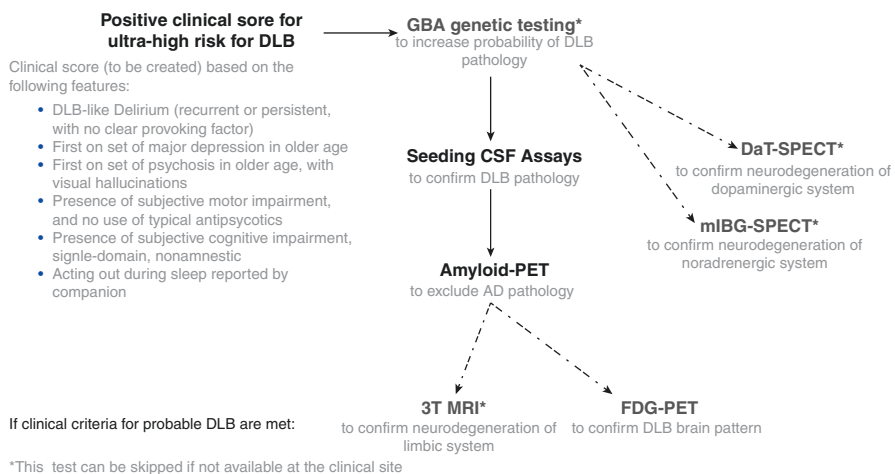 Positive clinical sore for
ultra-high risk for DLB
Clinical score (to be created) based on the
following features:
• DLB-like Delirium (recurrent or persistent,
with no clear provoking factor)
• First on set of major depression in older age
• First on set of psychosis in older age, with
visual hallucinations
• Presence of subjective motor impairment,
and no use of typical antipsycotics
• Presence of subjective cognitive impairment,
signle-domain, nonamnestic
• Acting out during sleep reported by
companion
GBA genetic testing*
to increase probability of DLB
pathology
Seeding CSF Assays
to confirm DLB pathology
DaT-SPECT*
to confirm neurodegeneration of
dopaminergic system
mIBG-SPECT*
to confirm neurodegeneration of
noradrenergic system
Amyloid-PET
to exclude AD pathology
3T MRI*
to confirm neurodegeneration of
limbic system
FDG-PET
to confirm DLB brain pattern
If clinical criteria for probable DLB are met:
*This test can be skipped if not available at the clinical site